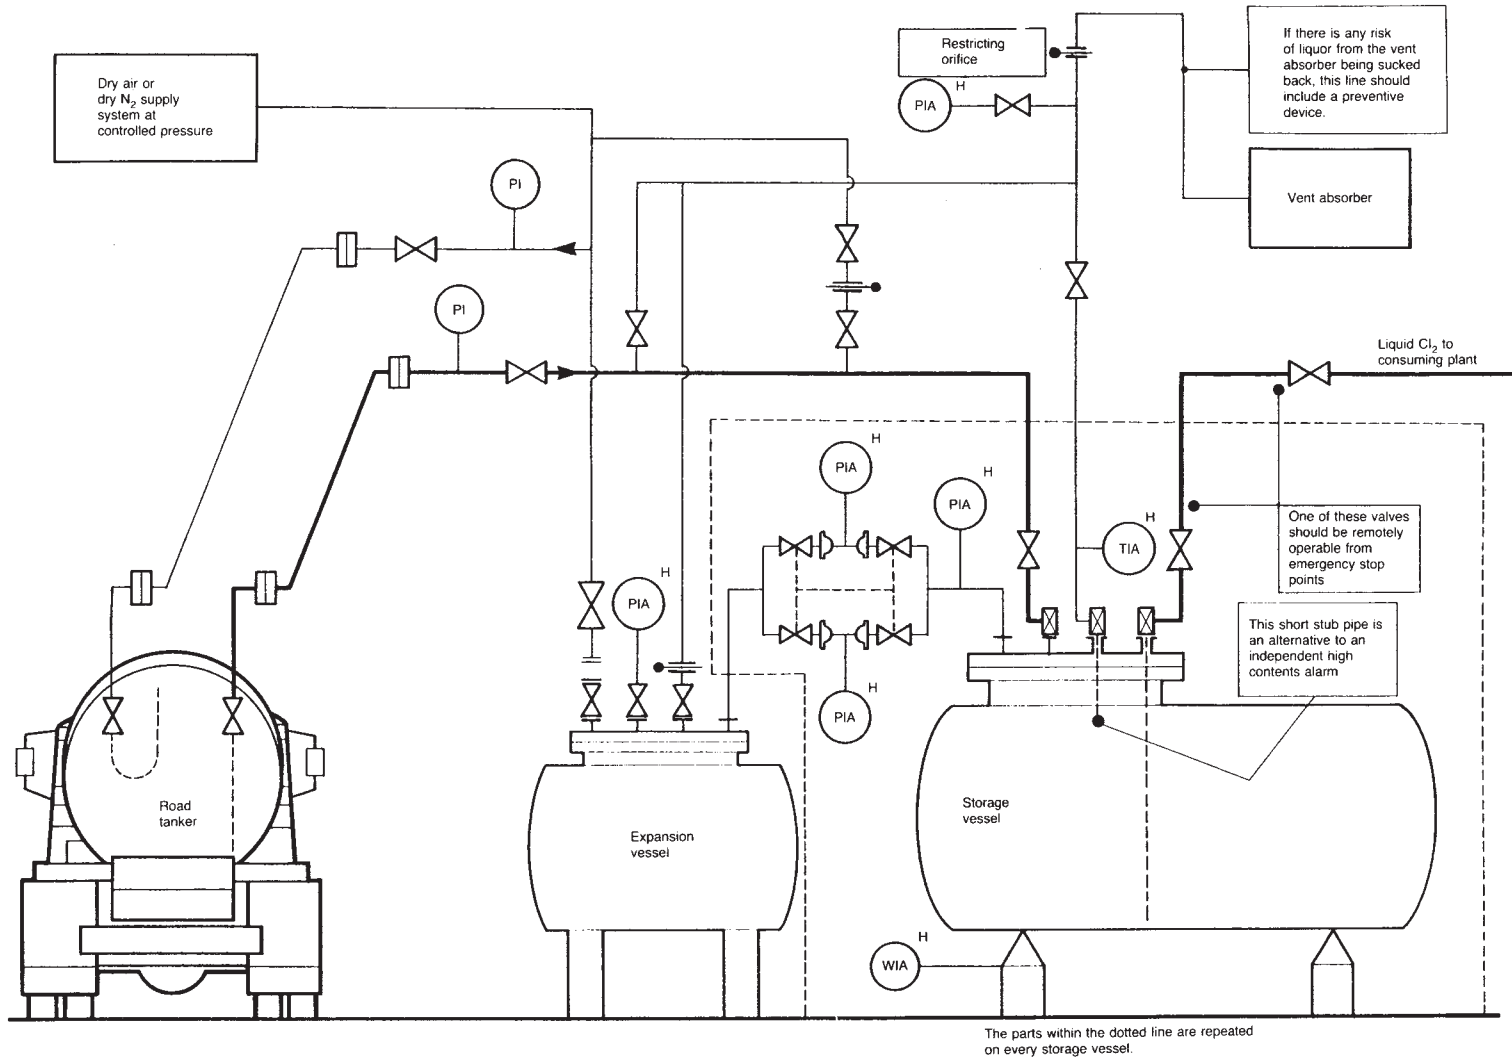 Dry air or
dry N2 supply
system at
controlled pressure
Restricting
orifice
If there is any risk
of liquor from the vent
absorber being sucked
back, this line should
include a preventive
device.
H
PIA
PI
Vent absorber
PI
Liquid Cl2 to
consuming plant
H
PIA
H
PIA
H
TIA
One of these valves
should be remotely
operable from
emergency stop
points
H
PIA
This short stub pipe is
an alternative to an
independent high
contents alarm
H
PIA
Road
tanker
Expansion
vessel
Storage
vessel
H
WIA
The parts within the dotted line are repeated
on every storage vessel.